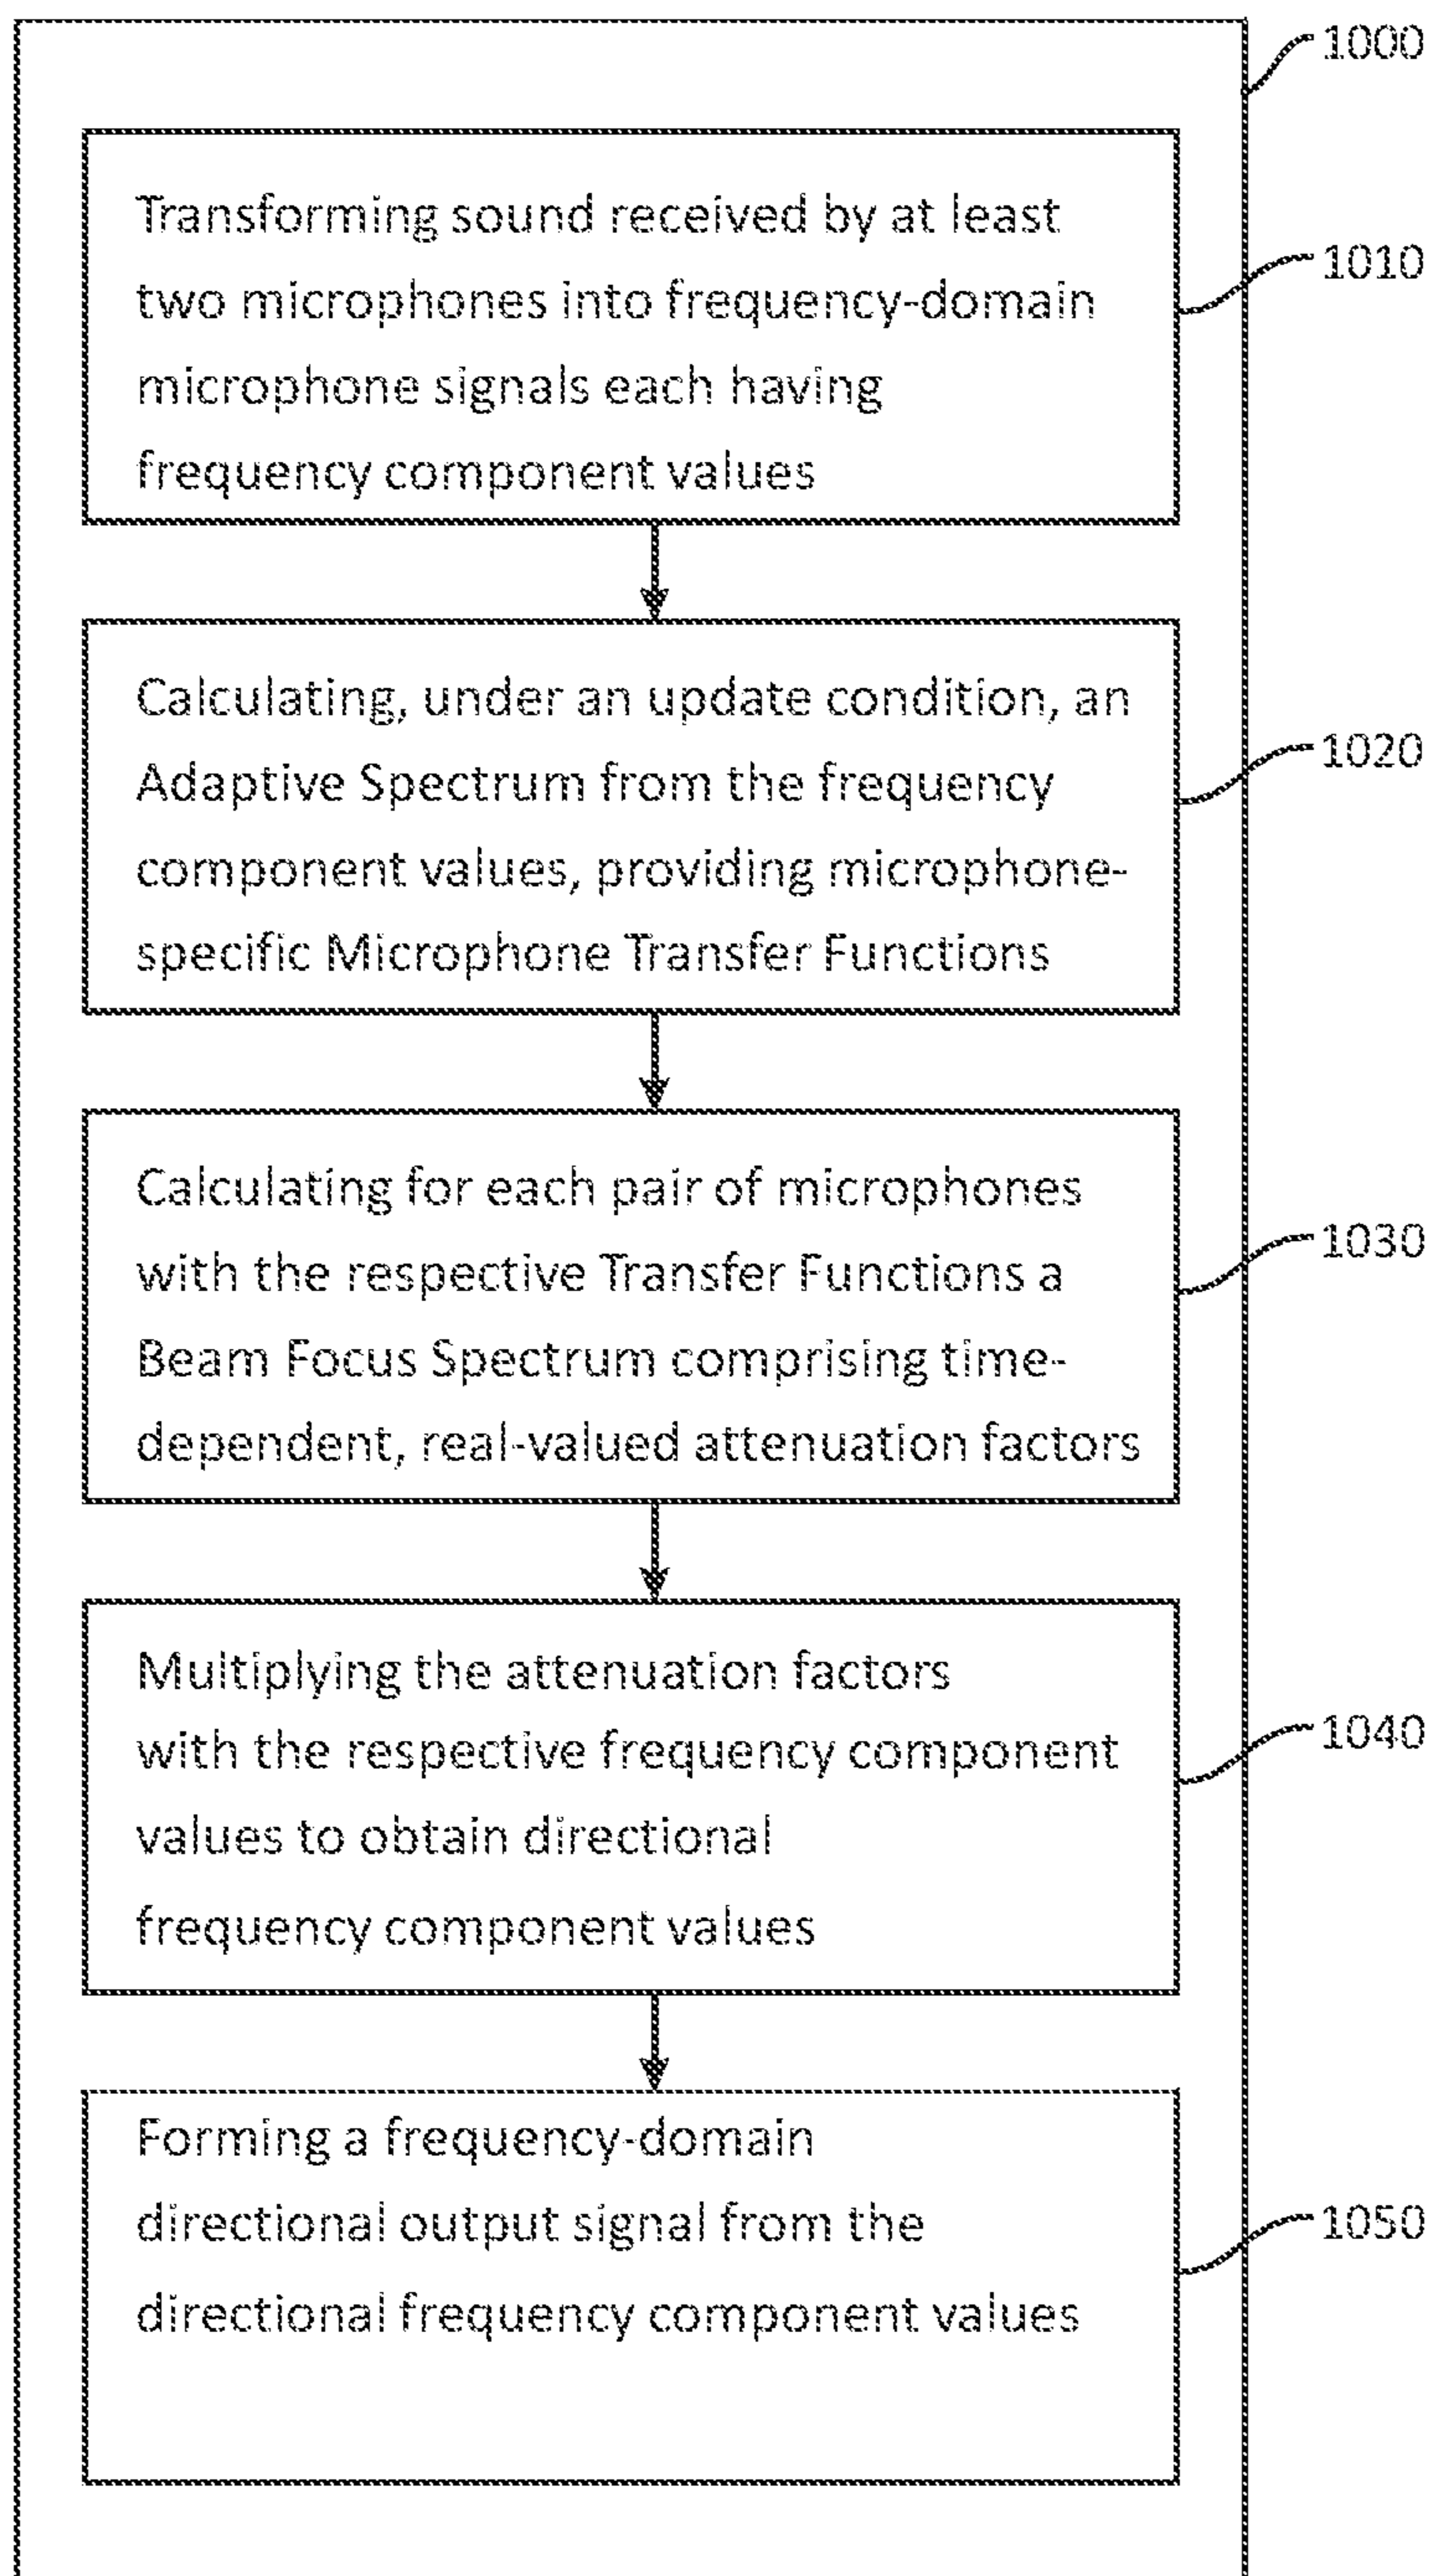 1000
Transforming sound received by at least
two microphones into frequency-domain
microphone signals each having
frequency component values
1010
Calculating, under an update condition, an
Adaptive Spectrum from the frequency
component values, providing microphone-
specific Microphone Transfer Functions
1020
Calculating for each pair of microphones
with the respective Transfer Functions a
Beam Focus Spectrum comprising time-
dependent, real-valued attenuation factors
1030
Multiplying the attenuation factors
with the respective frequency component
values to obtain directional
frequency component values
1040
Forming a frequency-domain
directional output signal from the
directional frequency component values
1050